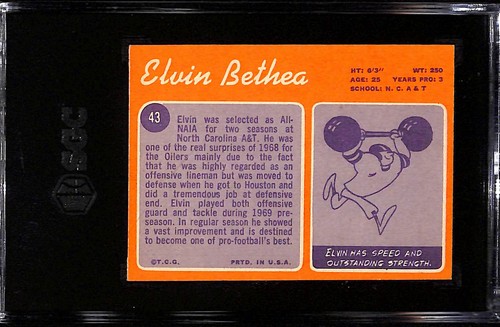 Elvin Bethea
HT: 6'3" WT: 250
AGE: 25 YEARS PRO: 3
SCHOOL: N. C. A & T
43
Elvin was selected as All-
NAIA for two seasons at
North Carolina A&T. He was
one of the real surprises of 1968
for the Oilers mainly due to the fact
that he was highly regarded as an
offensive lineman but was moved to
defense when he got to Houston and
did a tremendous job at defensive
end. Elvin played both offensive
guard and tackle during 1969 pre-
season. In regular season he showed
a vast improvement and is destined
to become one of pro-football's best.
©T.C.G. PRTD. IN U.S.A.
ELVIN HAS SPEED AND
OUTSTANDING STRENGTH.
SGC